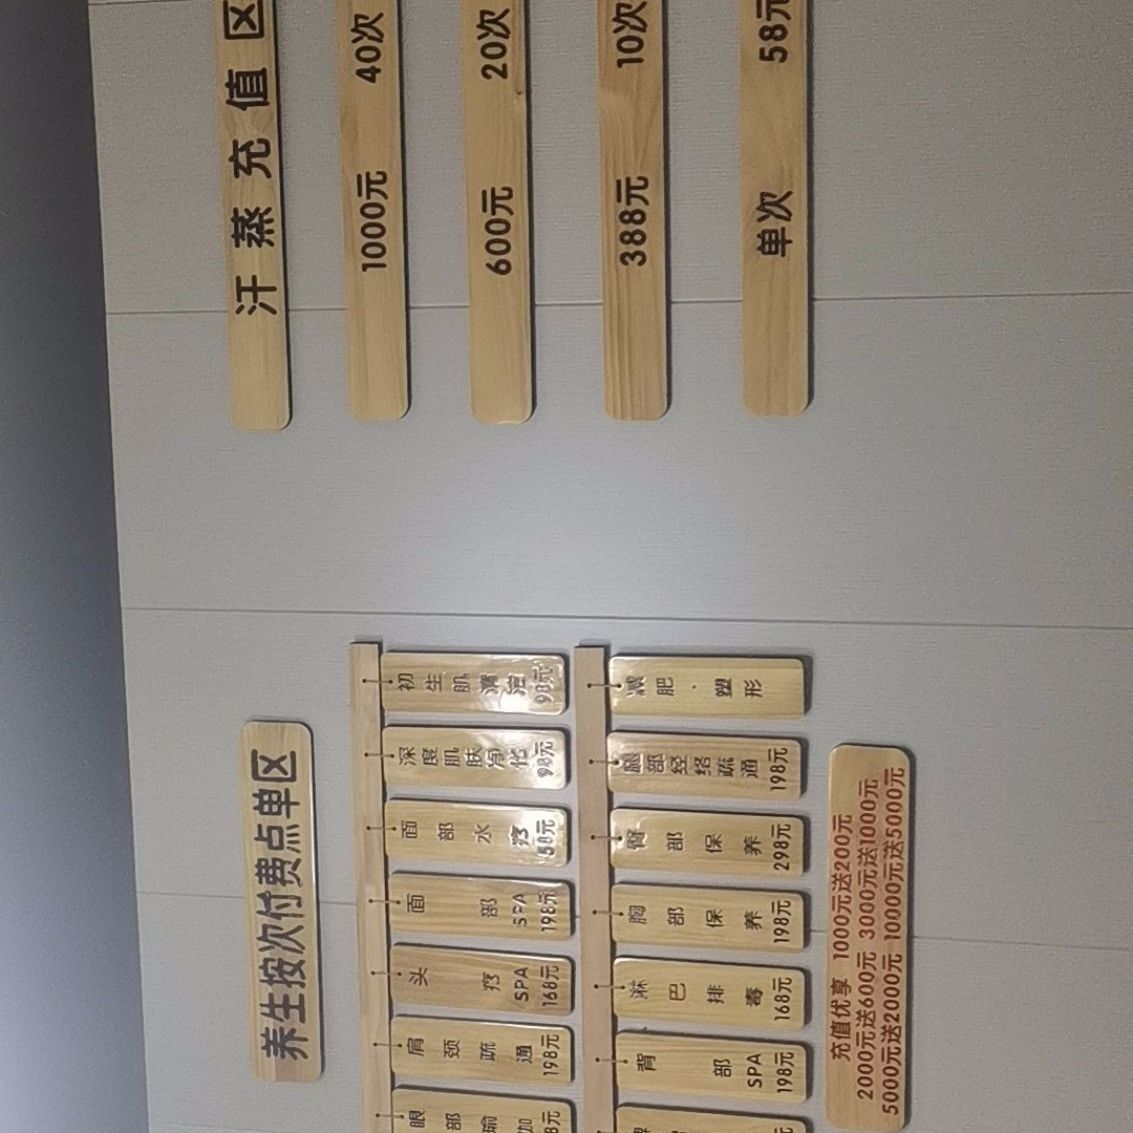 养生按次付费点单区
眼部瑜伽
肩颈疏通 198元
头疗SPA 168元
面部SPA 198元
面部水疗 58元
深度肌肤净化 98元
初生肌清洁 98元
背部SPA 198元
淋巴排毒 168元
胸部保养 198元
臀部保养 298元
腿部经络疏通 198元
减肥、塑形
充值优享 1000元送200元
2000元送600元 3000元送1000元
5000元送2000元 10000元送5000元
汗蒸充值区
1000元 40次
600元 20次
388元 10次
单次 58元